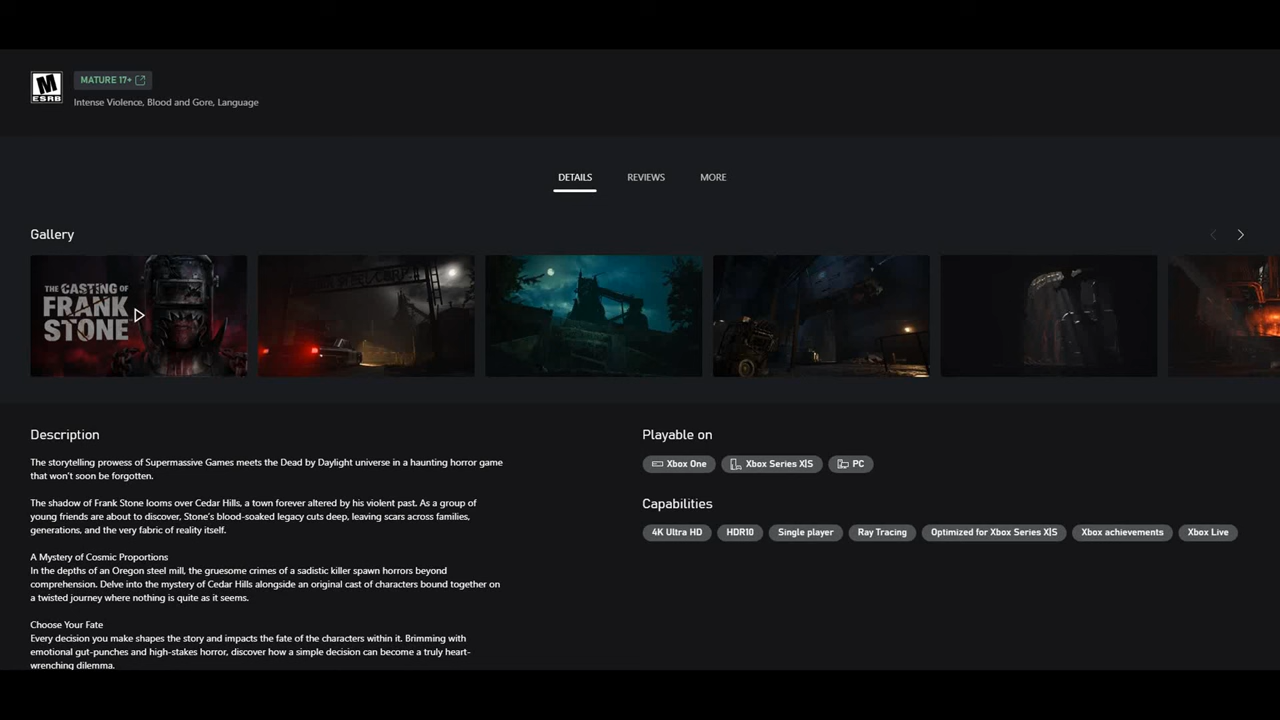 M
ESRB
MATURE 17+
Intense Violence, Blood and Gore, Language
DETAILS
REVIEWS
MORE
Gallery
THE CASTING OF
FRANK
STONE
Description
The storytelling prowess of Supermassive Games meets the Dead by Daylight universe in a haunting horror game
that won't soon be forgotten.
The shadow of Frank Stone looms over Cedar Hills, a town forever altered by his violent past. As a group of
young friends are about to discover, Stone's blood-soaked legacy cuts deep, leaving scars across families,
generations, and the very fabric of reality itself.
A Mystery of Cosmic Proportions
In the depths of an Oregon steel mill, the gruesome crimes of a sadistic killer spawn horrors beyond
comprehension. Delve into the mystery of Cedar Hills alongside an original cast of characters bound together on
a twisted journey where nothing is quite as it seems.
Choose Your Fate
Every decision you make shapes the story and impacts the fate of the characters within it. Brimming with
emotional gut-punches and high-stakes horror, discover how a simple decision can become a truly heart-
wrenching dilemma.
Playable on
Xbox One
Xbox Series X|S
PC
Capabilities
4K Ultra HD
HDR10
Single player
Ray Tracing
Optimized for Xbox Series X|S
Xbox achievements
Xbox Live